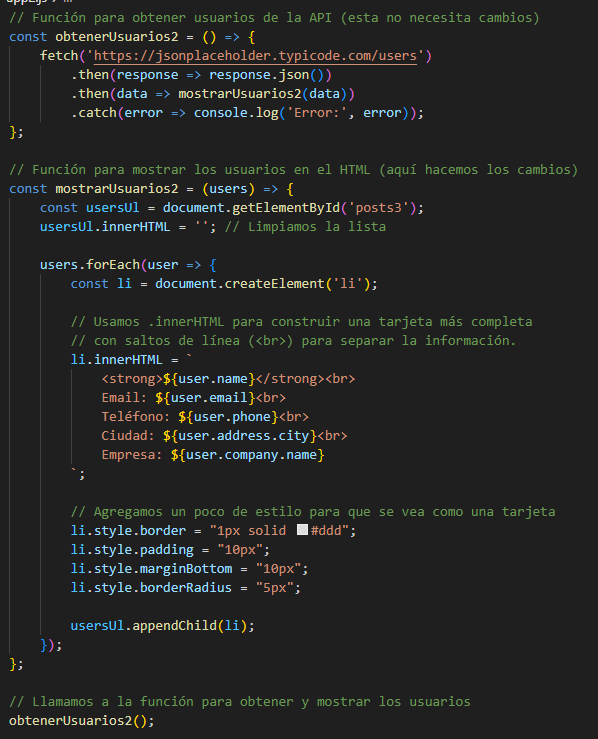 // Función para obtener usuarios de la API (esta no necesita cambios)
const obtenerUsuarios2 = () => {
    fetch('https://jsonplaceholder.typicode.com/users')
        .then(response => response.json())
        .then(data => mostrarUsuarios2(data))
        .catch(error => console.log('Error:', error));
};

// Función para mostrar los usuarios en el HTML (aquí hacemos los cambios)
const mostrarUsuarios2 = (users) => {
    const usersUl = document.getElementById('posts3');
    usersUl.innerHTML = ''; // Limpiamos la lista

    users.forEach(user => {
        const li = document.createElement('li');

        // Usamos .innerHTML para construir una tarjeta más completa
        // con saltos de línea (<br>) para separar la información.
        li.innerHTML = `
            <strong>${user.name}</strong><br>
            Email: ${user.email}<br>
            Teléfono: ${user.phone}<br>
            Ciudad: ${user.address.city}<br>
            Empresa: ${user.company.name}
        `;

        // Agregamos un poco de estilo para que se vea como una tarjeta
        li.style.border = "1px solid #ddd";
        li.style.padding = "10px";
        li.style.marginBottom = "10px";
        li.style.borderRadius = "5px";

        usersUl.appendChild(li);
    });
};

// Llamamos a la función para obtener y mostrar los usuarios
obtenerUsuarios2();